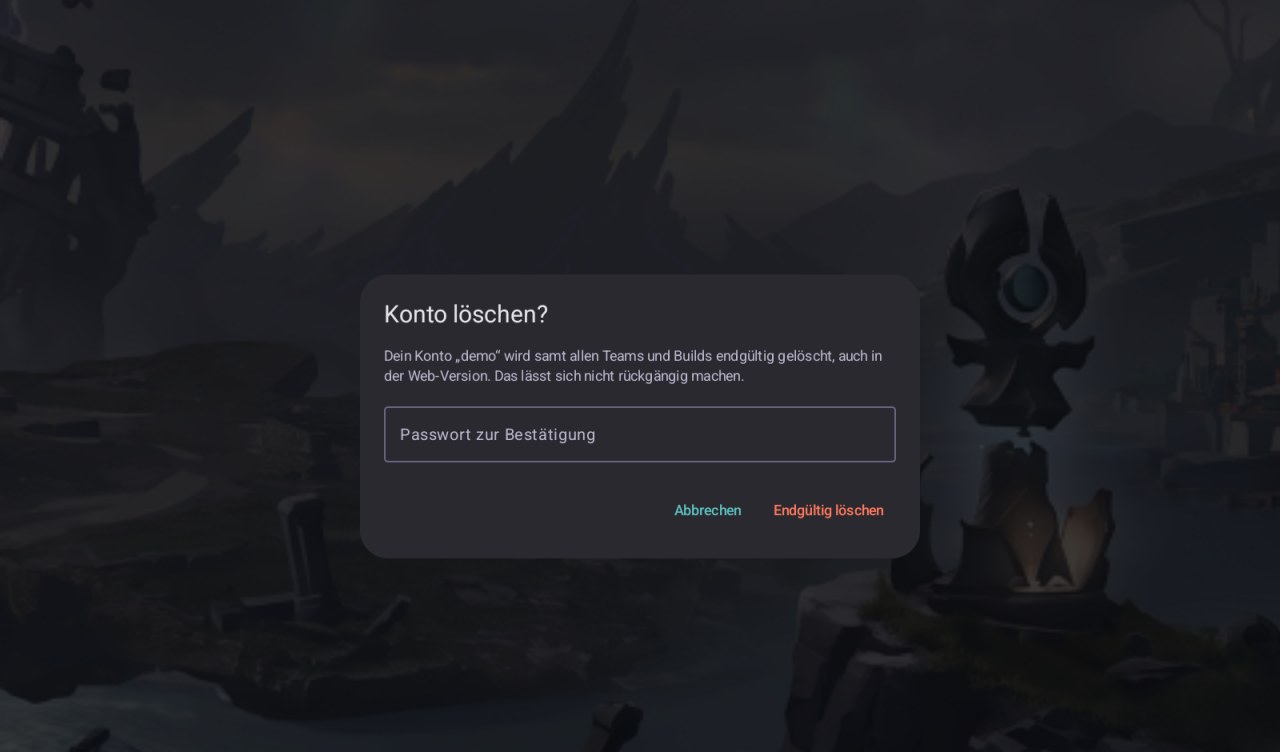 Konto löschen?
Dein Konto „demo“ wird samt allen Teams und Builds endgültig gelöscht, auch in
der Web-Version. Das lässt sich nicht rückgängig machen.
Passwort zur Bestätigung
Abbrechen Endgültig löschen